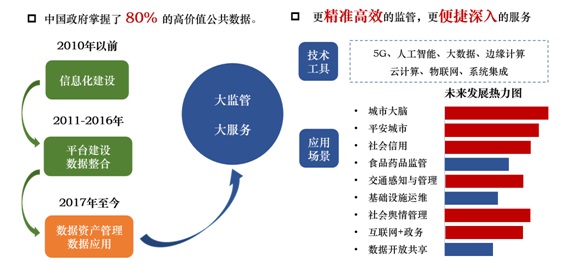 中国政府掌握了 80% 的高价值公共数据。
2010年以前
信息化建设
2011-2016年
平台建设
数据整合
2017年至今
数据资产管理
数据应用
大监管
大服务
更精准高效的监管，更便捷深入的服务
技术
工具
5G、人工智能、大数据、边缘计算
云计算、物联网、系统集成
未来发展热力图
应用
场景
城市大脑
平安城市
社会信用
食品药品监管
交通感知与管理
基础设施运维
社会舆情管理
互联网+政务
数据开放共享